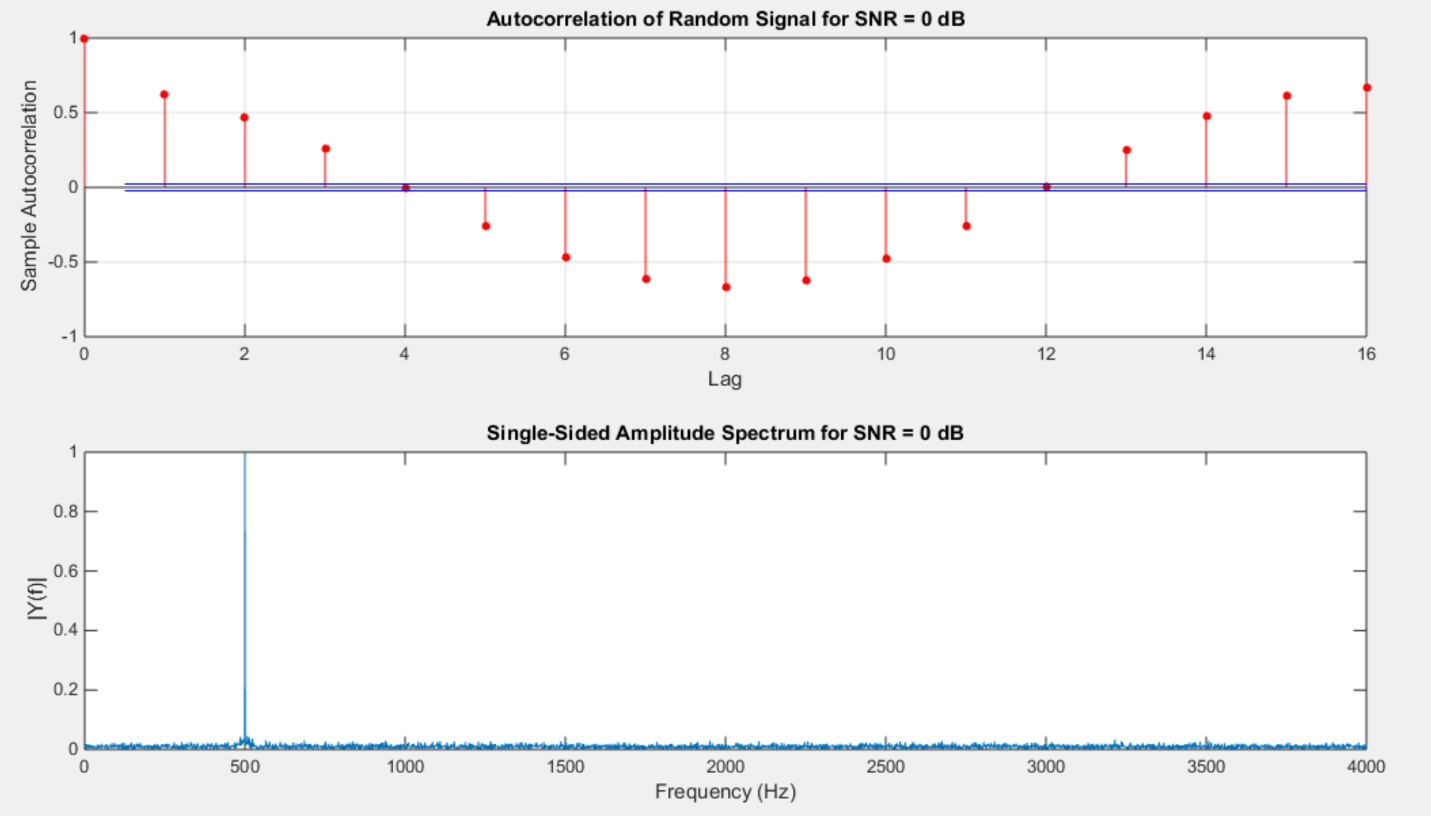 Autocorrelation of Random Signal for SNR = 0 dB
Sample Autocorrelation
1
0.5
0
-0.5
-1
0 2 4 6 8 10 12 14 16
Lag
Single-Sided Amplitude Spectrum for SNR = 0 dB
|Y(f)|
1
0.8
0.6
0.4
0.2
0
0 500 1000 1500 2000 2500 3000 3500 4000
Frequency (Hz)